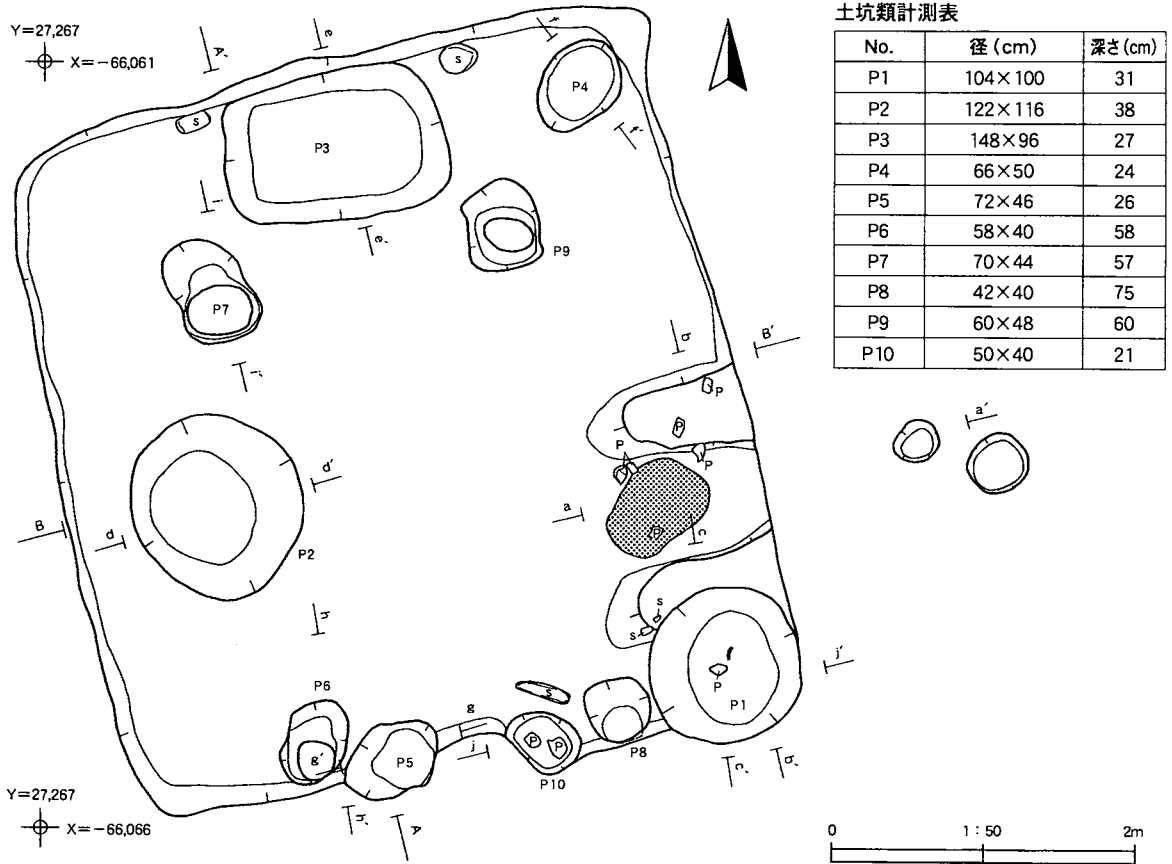 土坑類計測表
No. 径(cm) 深さ(cm)
P1 104×100 31
P2 122×116 38
P3 148×96 27
P4 66×50 24
P5 72×46 26
P6 58×40 58
P7 70×44 57
P8 42×40 75
P9 60×48 60
P10 50×40 21
Y=27,267
X=-66,061
A'
e
f
s
P4
s
P3
f'
e'
P9
P7
b
B'
P
P
P
P
a'
d'
a
P
c
B
d
P2
h
s
s
j'
P6
P
P1
s
g
j
P8
P
P
g'
P5
P10
c'
b'
h'
A
Y=27,267
X=-66,066
0 1:50 2m